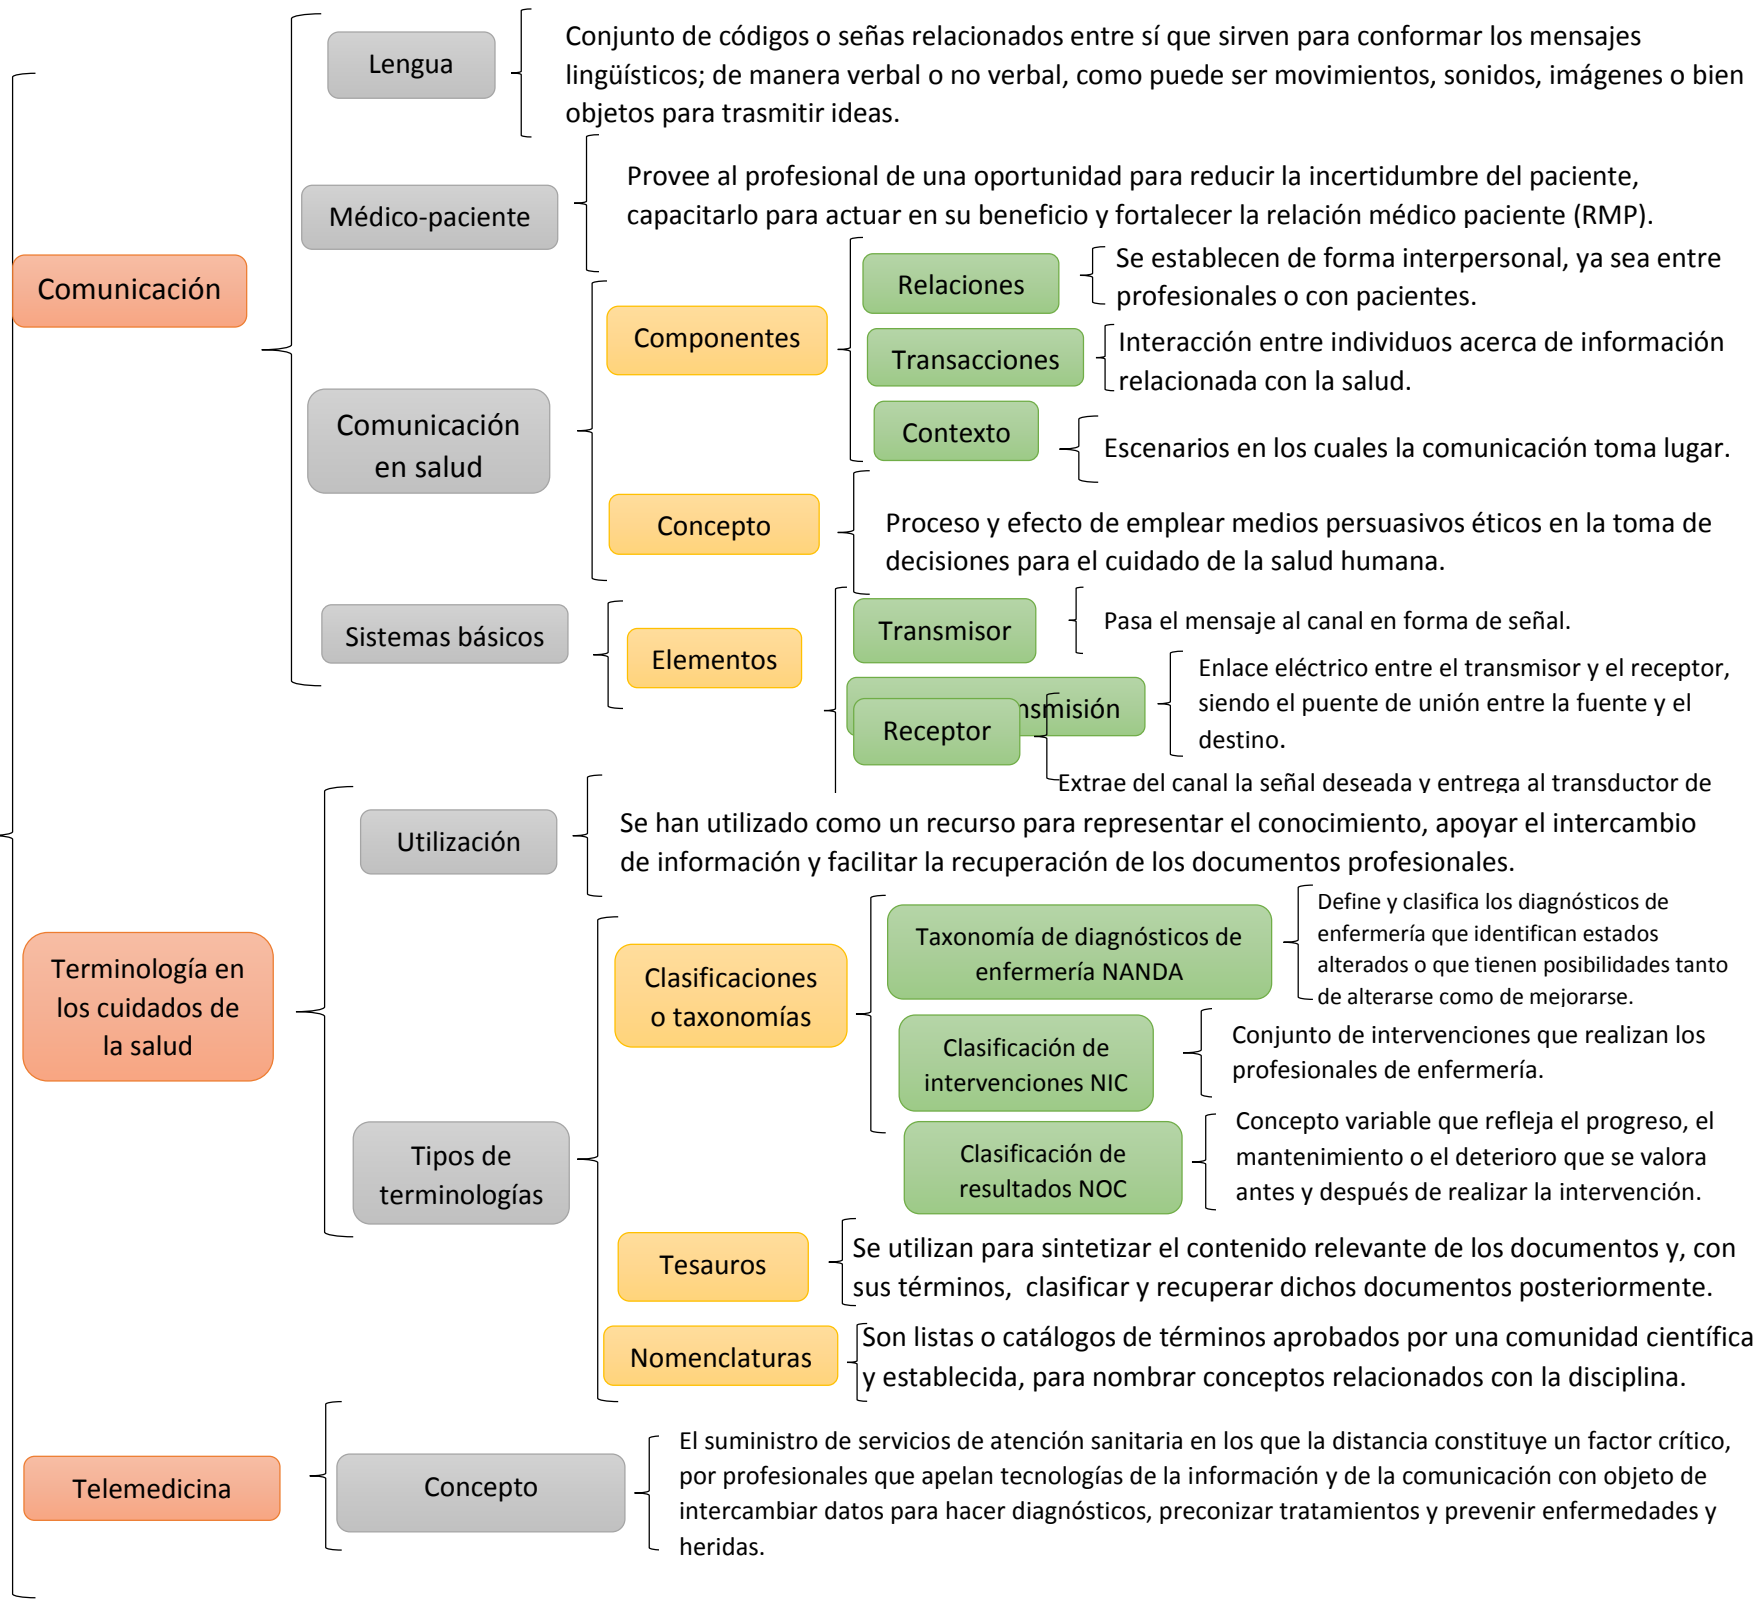 Comunicación
Lengua
Conjunto de códigos o señas relacionados entre sí que sirven para conformar los mensajes
lingüísticos; de manera verbal o no verbal, como puede ser movimientos, sonidos, imágenes o bien
objetos para trasmitir ideas.
Médico-paciente
Provee al profesional de una oportunidad para reducir la incertidumbre del paciente,
capacitarlo para actuar en su beneficio y fortalecer la relación médico paciente (RMP).
Comunicación
en salud
Componentes
Relaciones
Se establecen de forma interpersonal, ya sea entre
profesionales o con pacientes.
Transacciones
Interacción entre individuos acerca de información
relacionada con la salud.
Contexto
Escenarios en los cuales la comunicación toma lugar.
Concepto
Proceso y efecto de emplear medios persuasivos éticos en la toma de
decisiones para el cuidado de la salud humana.
Sistemas básicos
Elementos
Transmisor
Pasa el mensaje al canal en forma de señal.
nsmisión
Enlace eléctrico entre el transmisor y el receptor,
siendo el puente de unión entre la fuente y el
destino.
Receptor
Extrae del canal la señal deseada y entrega al transductor de
Terminología en
los cuidados de
la salud
Utilización
Se han utilizado como un recurso para representar el conocimiento, apoyar el intercambio
de información y facilitar la recuperación de los documentos profesionales.
Tipos de
terminologías
Clasificaciones
o taxonomías
Taxonomía de diagnósticos de
enfermería NANDA
Define y clasifica los diagnósticos de
enfermería que identifican estados
alterados o que tienen posibilidades tanto
de alterarse como de mejorarse.
Clasificación de
intervenciones NIC
Conjunto de intervenciones que realizan los
profesionales de enfermería.
Clasificación de
resultados NOC
Concepto variable que refleja el progreso, el
mantenimiento o el deterioro que se valora
antes y después de realizar la intervención.
Tesauros
Se utilizan para sintetizar el contenido relevante de los documentos y, con
sus términos,  clasificar y recuperar dichos documentos posteriormente.
Nomenclaturas
Son listas o catálogos de términos aprobados por una comunidad científica
y establecida, para nombrar conceptos relacionados con la disciplina.
Telemedicina
Concepto
El suministro de servicios de atención sanitaria en los que la distancia constituye un factor crítico,
por profesionales que apelan tecnologías de la información y de la comunicación con objeto de
intercambiar datos para hacer diagnósticos, preconizar tratamientos y prevenir enfermedades y
heridas.